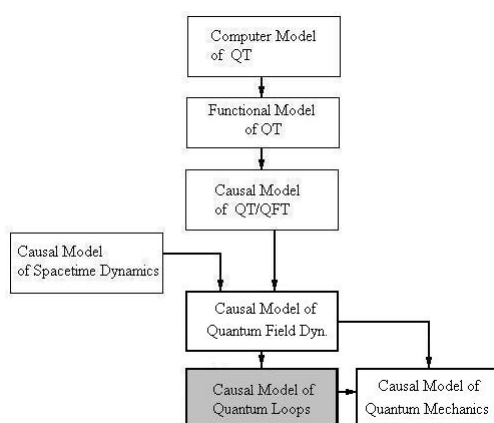 Computer Model
of QT
Functional Model
of QT
Causal Model
of QT/QFT
Causal Model
of Spacetime Dynamics
Causal Model of
Quantum Field Dyn.
Causal Model of
Quantum Loops
Causal Model of
Quantum Mechanics